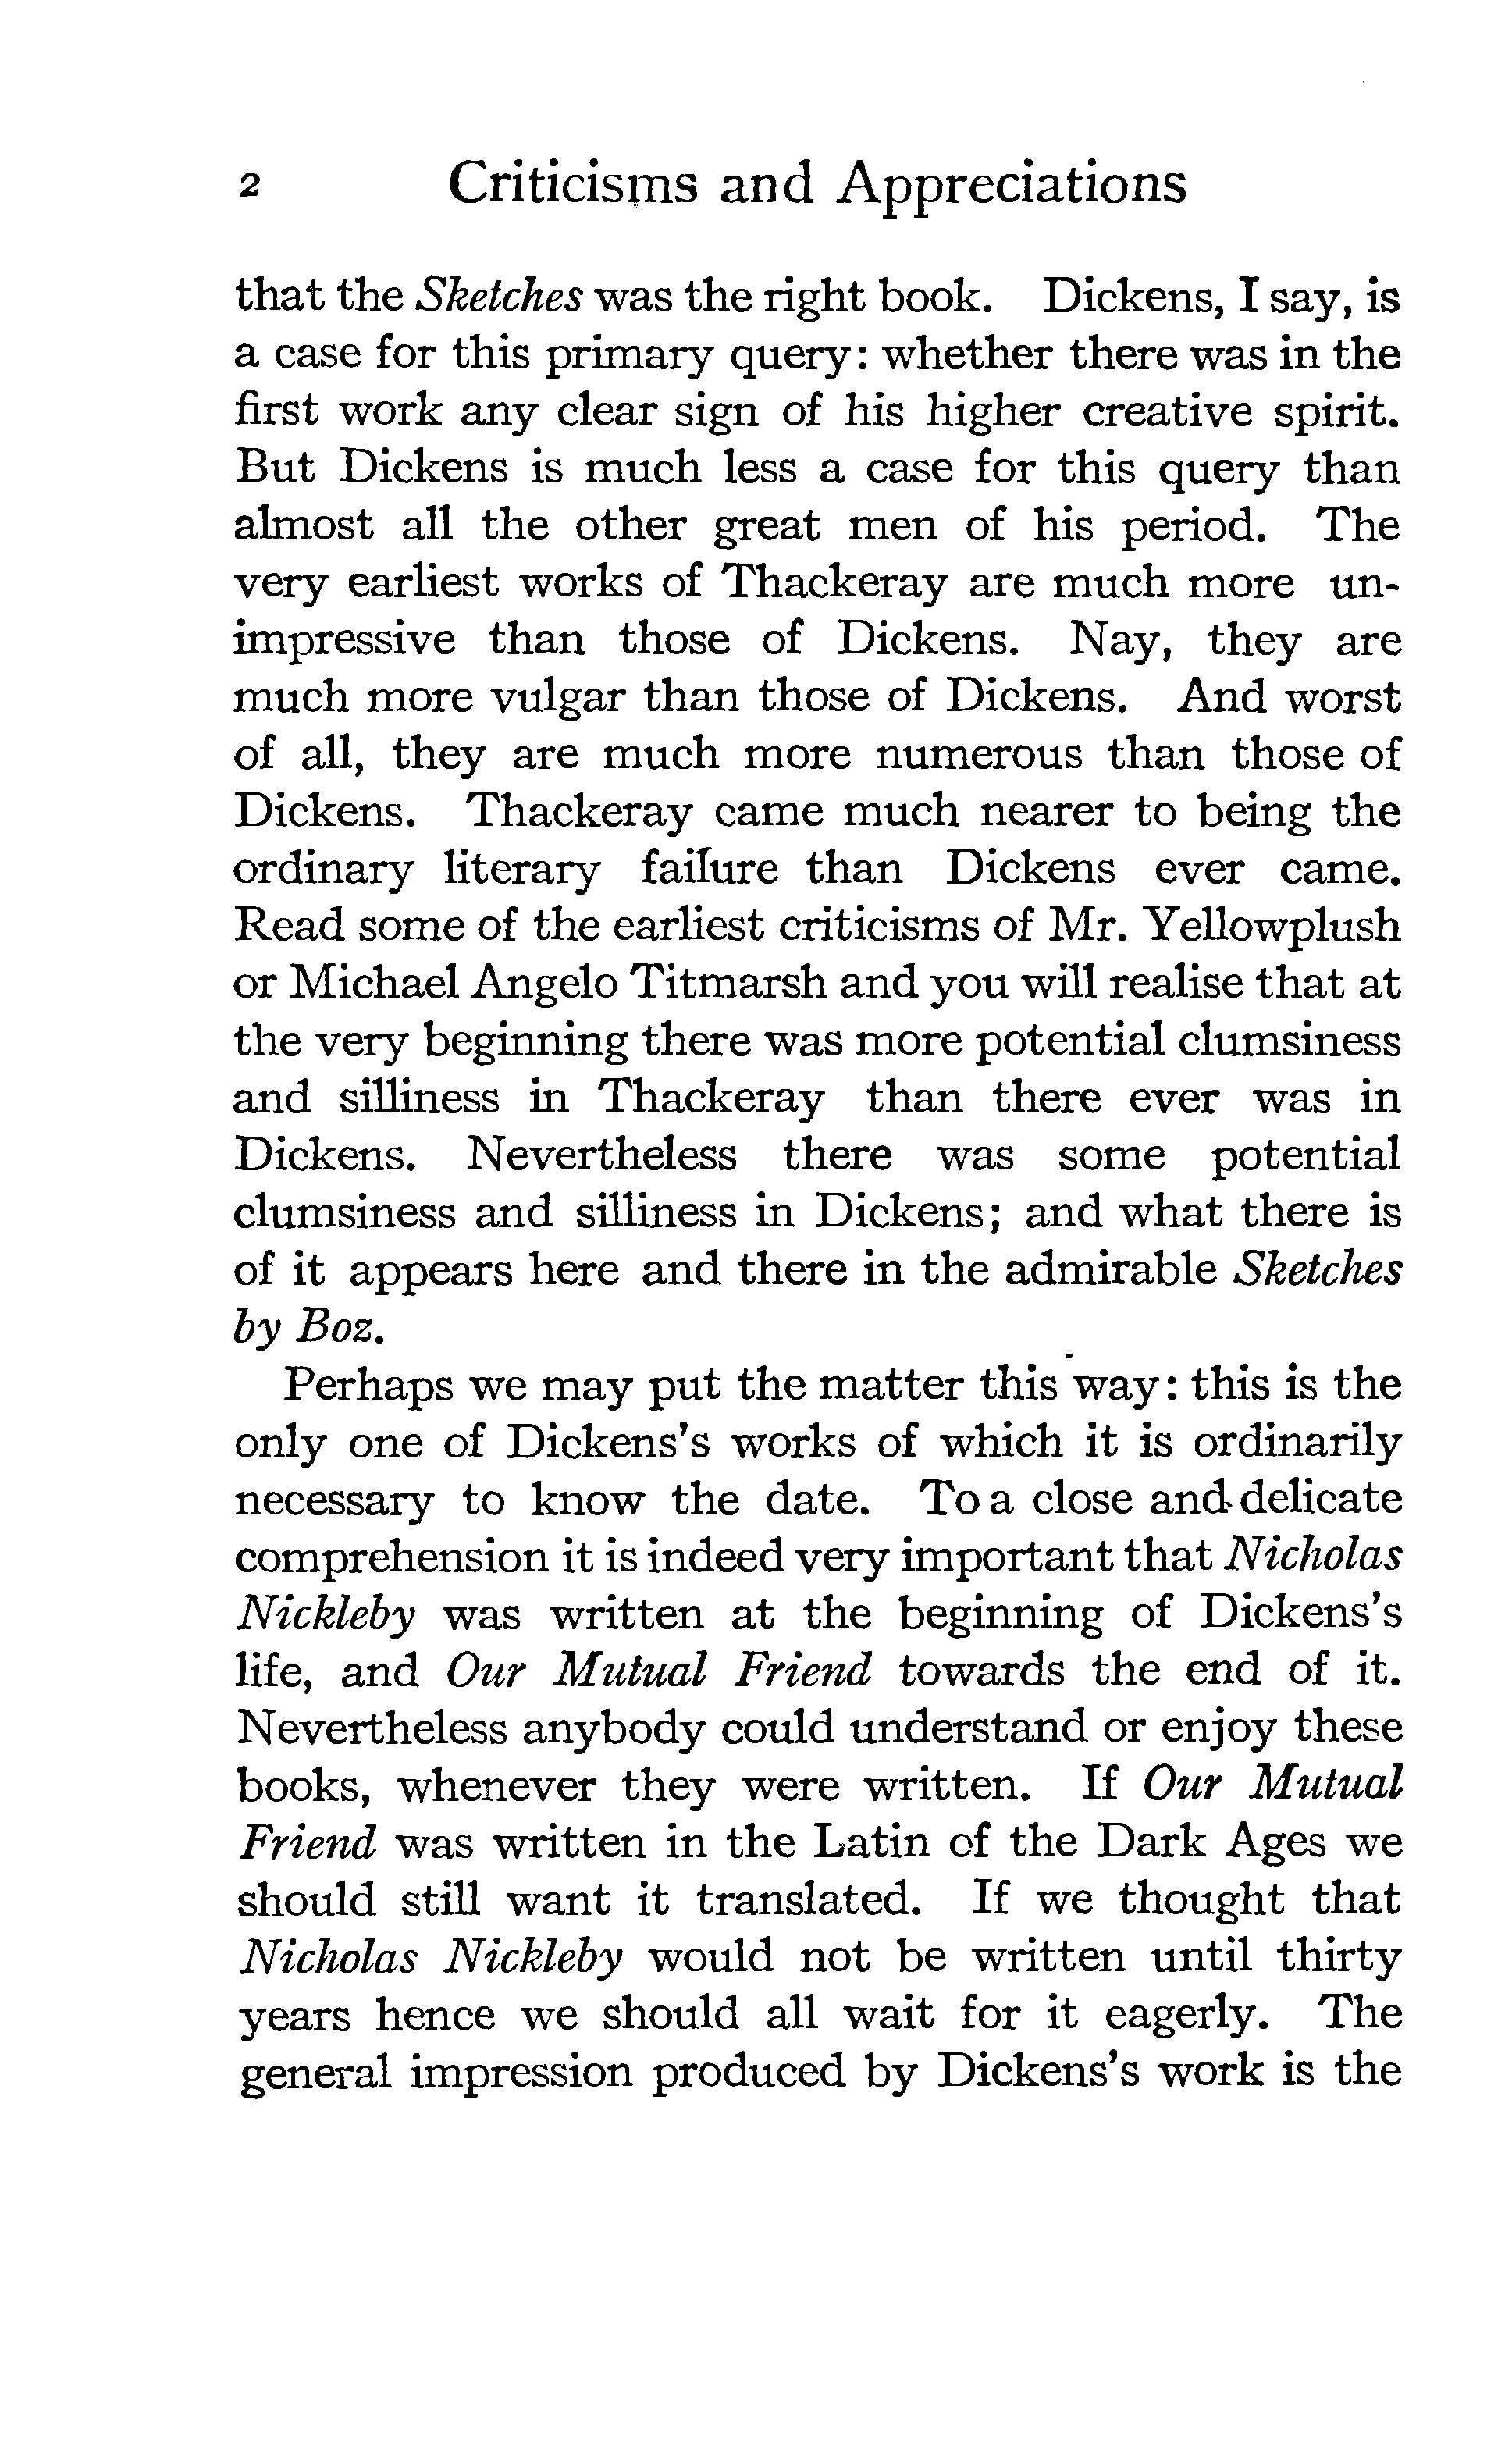 2 Criticisms and Appreciations
that the Sketches was the right book. Dickens, I say, is
a case for this primary query: whether there was in the
first work any clear sign of his higher creative spirit.
But Dickens is much less a case for this query than
almost all the other great men of his period. The
very earliest works of Thackeray are much more un-
impressive than those of Dickens. Nay, they are
much more vulgar than those of Dickens. And worst
of all, they are much more numerous than those of
Dickens. Thackeray came much nearer to being the
ordinary literary failure than Dickens ever came.
Read some of the earliest criticisms of Mr. Yellowplush
or Michael Angelo Titmarsh and you will realise that at
the very beginning there was more potential clumsiness
and silliness in Thackeray than there ever was in
Dickens. Nevertheless there was some potential
clumsiness and silliness in Dickens; and what there is
of it appears here and there in the admirable Sketches
by Boz.
Perhaps we may put the matter this way: this is the
only one of Dickens's works of which it is ordinarily
necessary to know the date. To a close and delicate
comprehension it is indeed very important that Nicholas
Nickleby was written at the beginning of Dickens's
life, and Our Mutual Friend towards the end of it.
Nevertheless anybody could understand or enjoy these
books, whenever they were written. If Our Mutual
Friend was written in the Latin of the Dark Ages we
should still want it translated. If we thought that
Nicholas Nickleby would not be written until thirty
years hence we should all wait for it eagerly. The
general impression produced by Dickens's work is the